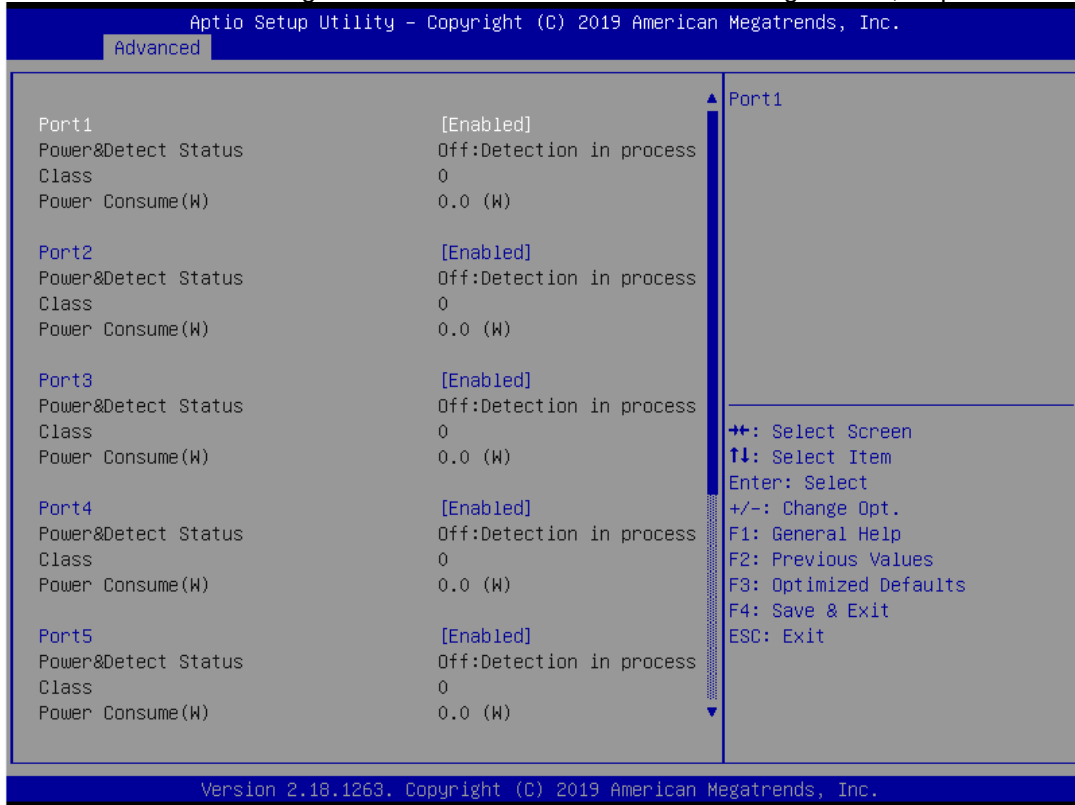 Aptio Setup Utility – Copyright (C) 2019 American Megatrends, Inc.
Advanced
Port1 [Enabled]
Power&Detect Status Off:Detection in process
Class 0
Power Consume(W) 0.0 (W)
Port2 [Enabled]
Power&Detect Status Off:Detection in process
Class 0
Power Consume(W) 0.0 (W)
Port3 [Enabled]
Power&Detect Status Off:Detection in process
Class 0
Power Consume(W) 0.0 (W)
Port4 [Enabled]
Power&Detect Status Off:Detection in process
Class 0
Power Consume(W) 0.0 (W)
Port5 [Enabled]
Power&Detect Status Off:Detection in process
Class 0
Power Consume(W) 0.0 (W)
Port1
→←: Select Screen
↑↓: Select Item
Enter: Select
+/-: Change Opt.
F1: General Help
F2: Previous Values
F3: Optimized Defaults
F4: Save & Exit
ESC: Exit
Version 2.18.1263. Copyright (C) 2019 American Megatrends, Inc.